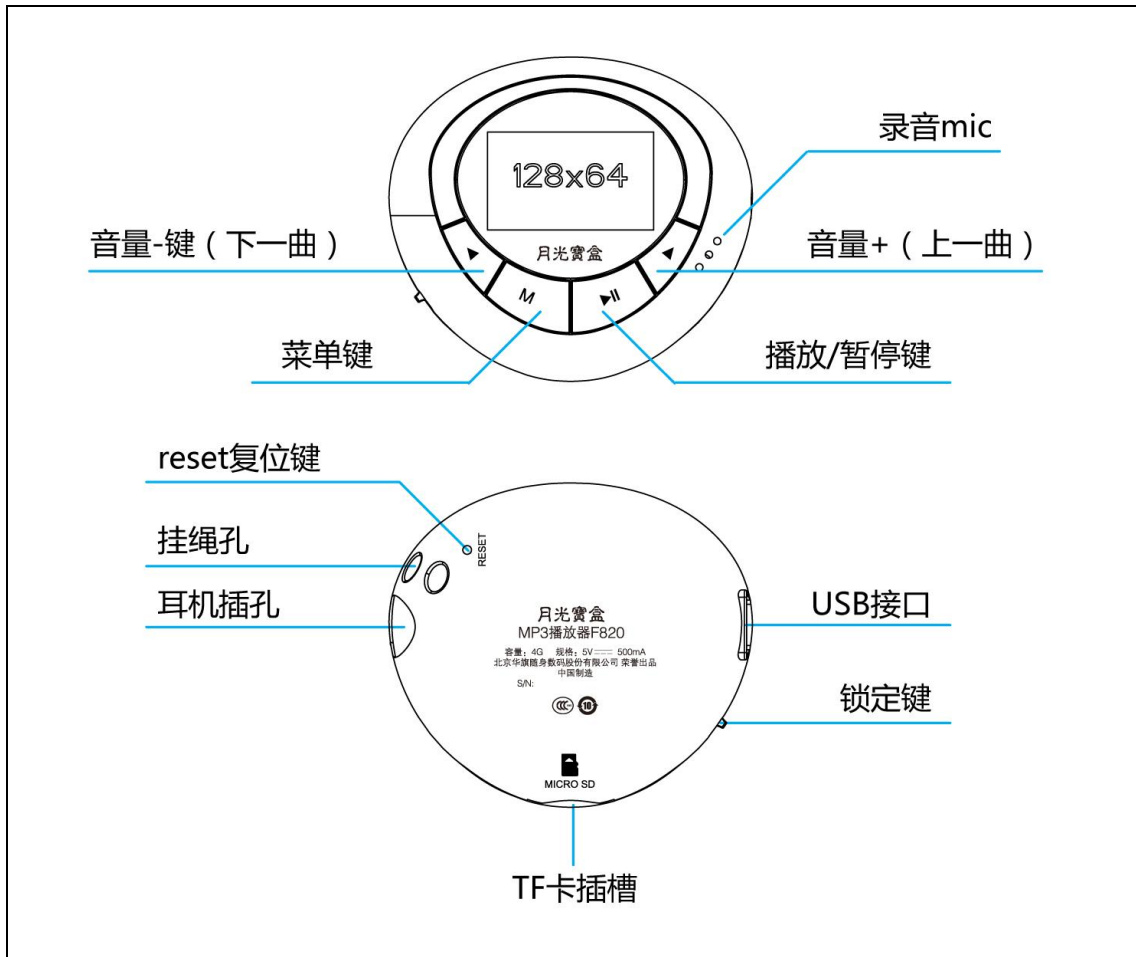 录音mic
128x64
音量-键（下一曲）
音量+（上一曲）
月光寳盒
M
菜单键
播放/暂停键
reset复位键
RESET
挂绳孔
耳机插孔
月光寳盒
MP3播放器F820
USB接口
容量：4G 规格：5V 500mA
北京华旗随身数码股份有限公司 荣誉出品
中国制造
S/N:
CCC
10
锁定键
MICRO SD
TF卡插槽